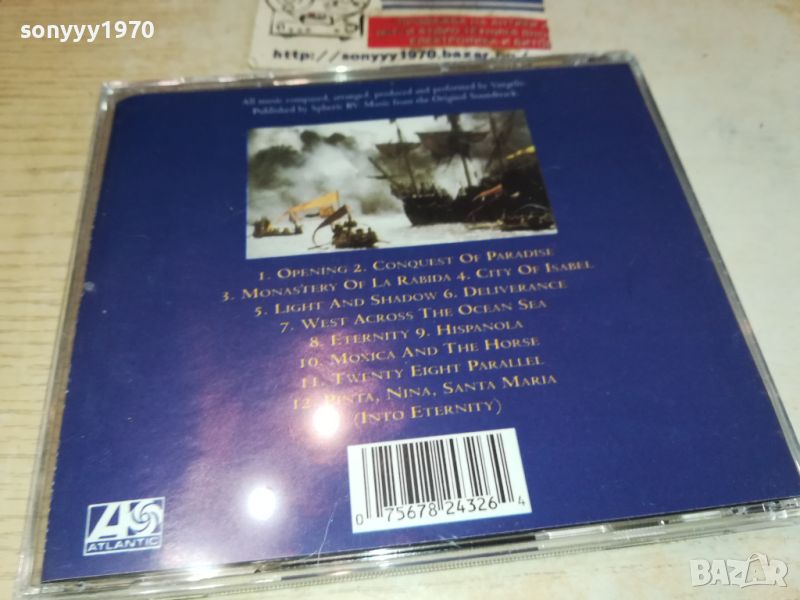 sonyyy1970
sonyyy1970
ПРОДАЖБА НА АНТИКИ
http://sonyyy1970.bazar.bg/
All music composed, arranged, produced and performed by Vangelis.
Published by Spheric BV. Music from the Original Soundtrack.
1. OPENING 2. CONQUEST OF PARADISE
3. MONASTERY OF LA RABIDA 4. CITY OF ISABEL
5. LIGHT AND SHADOW 6. DELIVERANCE
7. WEST ACROSS THE OCEAN SEA
8. ETERNITY 9. HISPANOLA
10. MOXICA AND THE HORSE
11. TWENTY EIGHT PARALLEL
12. PINTA, NINA, SANTA MARIA
(INTO ETERNITY)
0 75678 24326 4
ATLANTIC
BAZAR